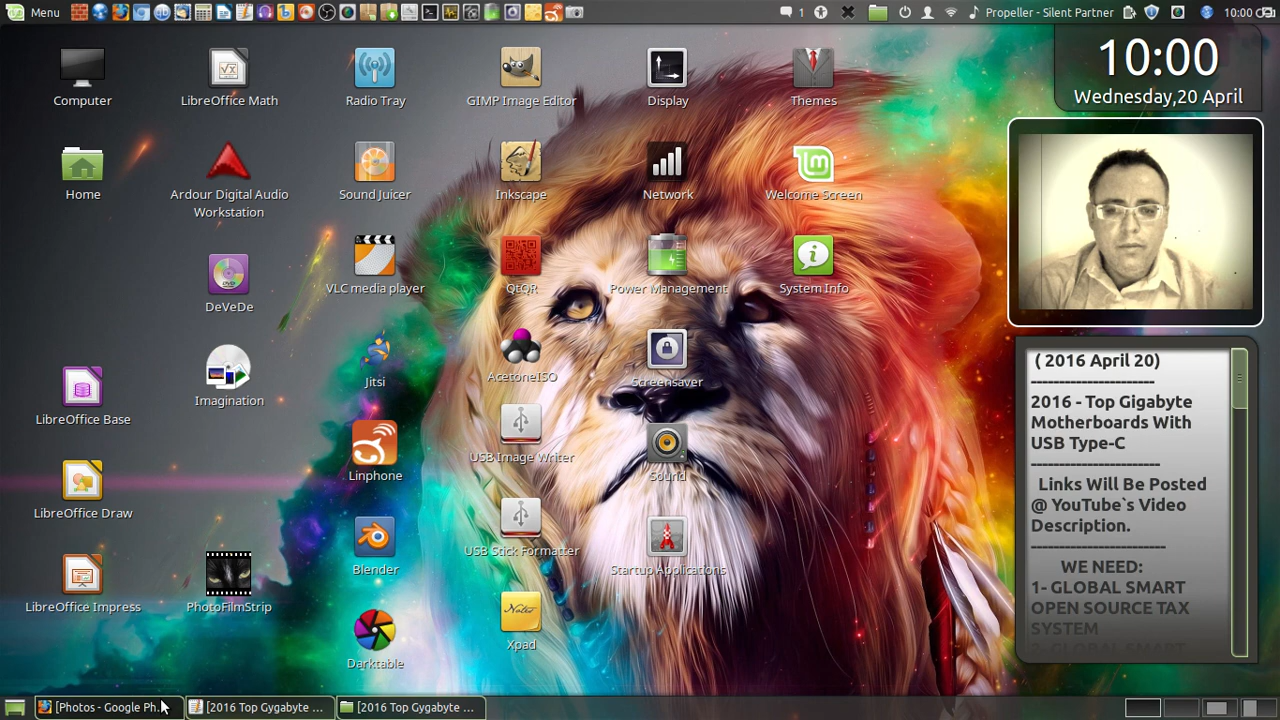 Menu
1
Propeller - Silent Partner
10:00
Computer
LibreOffice Math
Radio Tray
GIMP Image Editor
Display
Themes
Home
Ardour Digital Audio
Workstation
Sound Juicer
Inkscape
Network
Welcome Screen
DeVeDe
VLC media player
QtQR
Power Management
System Info
Imagination
Jitsi
AcetoneISO
Screensaver
LibreOffice Base
Linphone
USB Image Writer
Sound
LibreOffice Draw
Blender
USB Stick Formatter
Startup Applications
LibreOffice Impress
PhotoFilmStrip
Darktable
Notes
Xpad
10:00
Wednesday,20 April
( 2016 April 20)
-----------------------
2016 - Top Gigabyte
Motherboards With
USB Type-C
------------------------
Links Will Be Posted
@ YouTube`s Video
Description.
-------------------------
WE NEED:
1- GLOBAL SMART
OPEN SOURCE TAX
SYSTEM
2- GLOBAL SMART
[Photos - Google Ph...
[2016 Top Gygabyte ...
[2016 Top Gygabyte ...